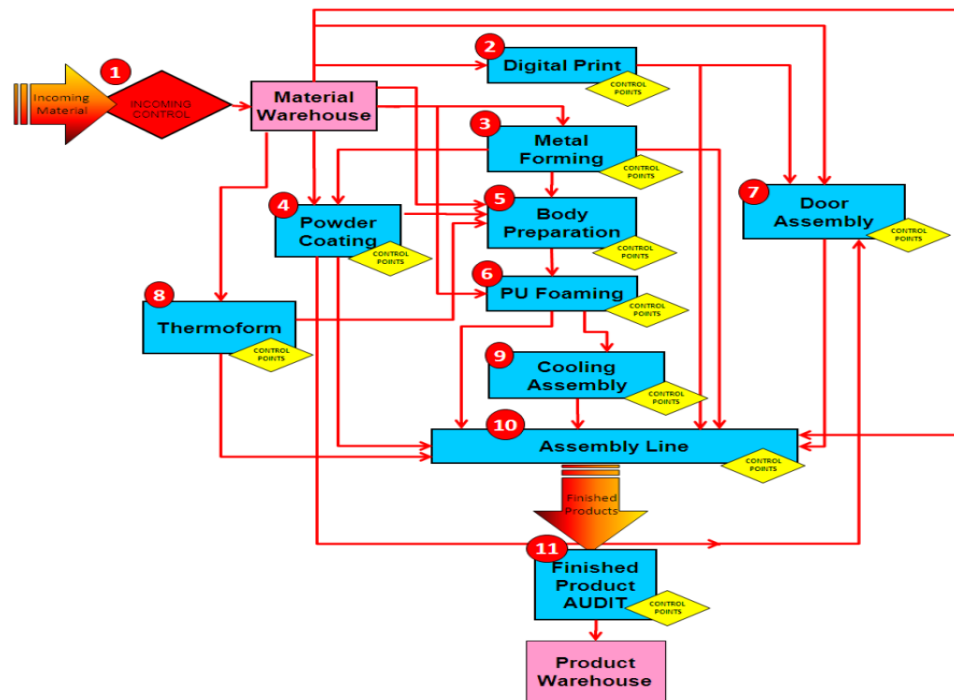 1
Incoming
Material
INCOMING
CONTROL
Material
Warehouse
2
Digital Print
CONTROL
POINTS
3
Metal
Forming
CONTROL
POINTS
4
Powder
Coating
CONTROL
POINTS
5
Body
Preparation
CONTROL
POINTS
7
Door
Assembly
CONTROL
POINTS
6
PU Foaming
CONTROL
POINTS
8
Thermoform
CONTROL
POINTS
9
Cooling
Assembly
CONTROL
POINTS
10
Assembly Line
CONTROL
POINTS
Finished
Products
11
Finished
Product
AUDIT
CONTROL
POINTS
Product
Warehouse